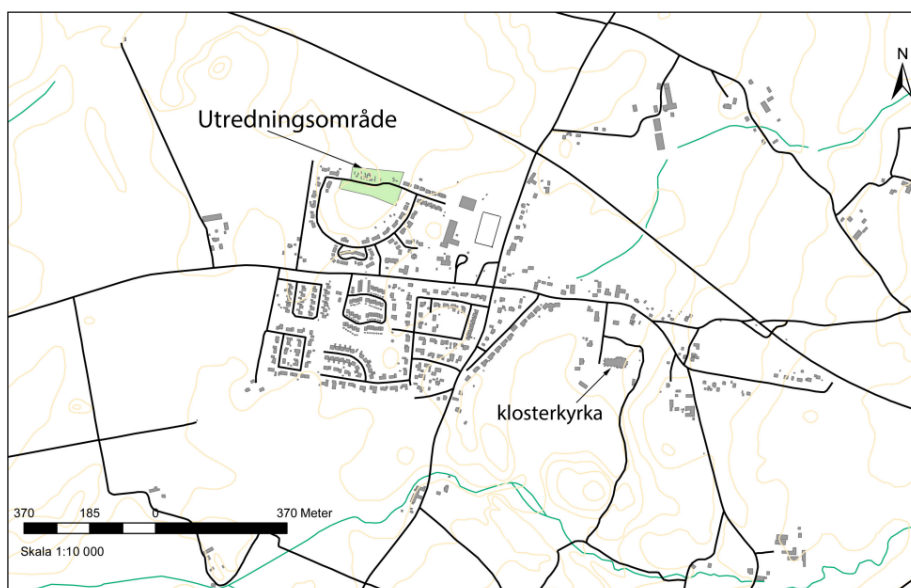 N
Utredningsområde
klosterkyrka
370 185 0 370 Meter
Skala 1:10 000